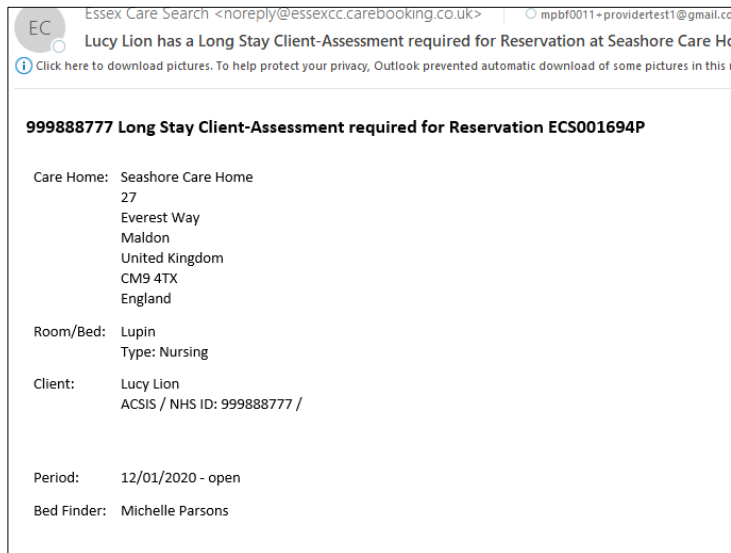 EC
Essex Care Search <noreply@essexcc.carebooking.co.uk>
mpbf0011+providertest1@gmail.co
Lucy Lion has a Long Stay Client-Assessment required for Reservation at Seashore Care Ho
Click here to download pictures. To help protect your privacy, Outlook prevented automatic download of some pictures in this
999888777 Long Stay Client-Assessment required for Reservation ECS001694P
Care Home: Seashore Care Home
27
Everest Way
Maldon
United Kingdom
CM9 4TX
England
Room/Bed: Lupin
Type: Nursing
Client: Lucy Lion
ACSIS / NHS ID: 999888777 /
Period: 12/01/2020 - open
Bed Finder: Michelle Parsons